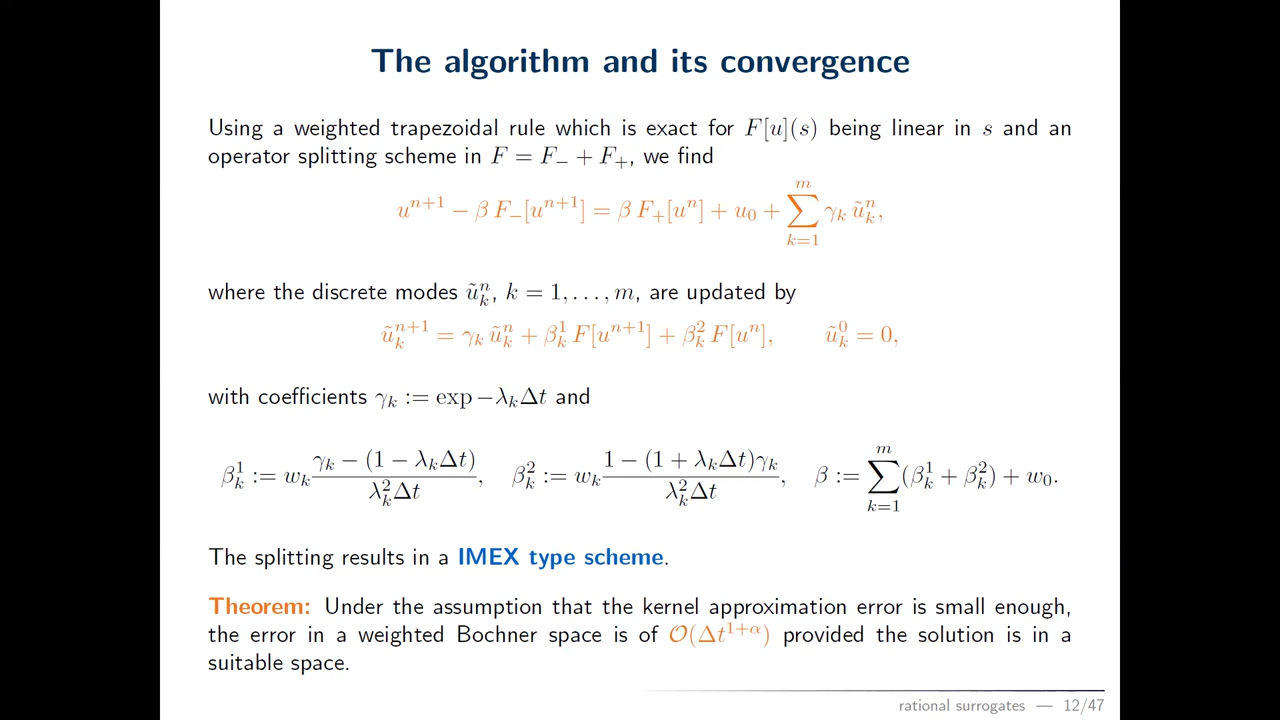 The algorithm and its convergence
Using a weighted trapezoidal rule which is exact for F[u](s) being linear in s and an
operator splitting scheme in F = F₋ + F₊, we find
uⁿ⁺¹ − β F₋[uⁿ⁺¹] = β F₊[uⁿ] + u₀ + ∑_{k=1}^{m} γₖ ũₖⁿ,
where the discrete modes ũₖⁿ, k = 1, . . . , m, are updated by
ũₖⁿ⁺¹ = γₖ ũₖⁿ + βₖ¹ F[uⁿ⁺¹] + βₖ² F[uⁿ], ũₖ⁰ = 0,
with coefficients γₖ := exp −λₖΔt and
βₖ¹ := wₖ (γₖ − (1 − λₖΔt))/(λₖ²Δt), βₖ² := wₖ (1 − (1 + λₖΔt)γₖ)/(λₖ²Δt), β := ∑_{k=1}^{m} (βₖ¹ + βₖ²) + w₀.
The splitting results in a IMEX type scheme.
Theorem: Under the assumption that the kernel approximation error is small enough,
the error in a weighted Bochner space is of 𝒪(Δt¹⁺ᵅ) provided the solution is in a
suitable space.
rational surrogates — 12/47